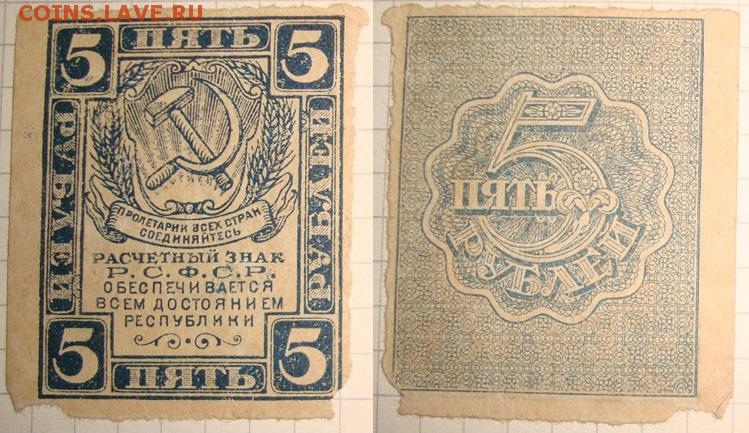 COINS.LAVE.РУ
5 ПЯТЬ 5
РУБЛЕЙ
РУБЛЕЙ
ПРОЛЕТАРИИ ВСЕХ СТРАН
СОЕДИНЯЙТЕСЬ
РАСЧЕТНЫЙ ЗНАК
Р.С.Ф.С.Р.
ОБЕСПЕЧИВАЕТСЯ
ВСЕМ ДОСТОЯНИЕМ
РЕСПУБЛИКИ
5 ПЯТЬ 5
5
ПЯТЬ
РУБЛЕЙ